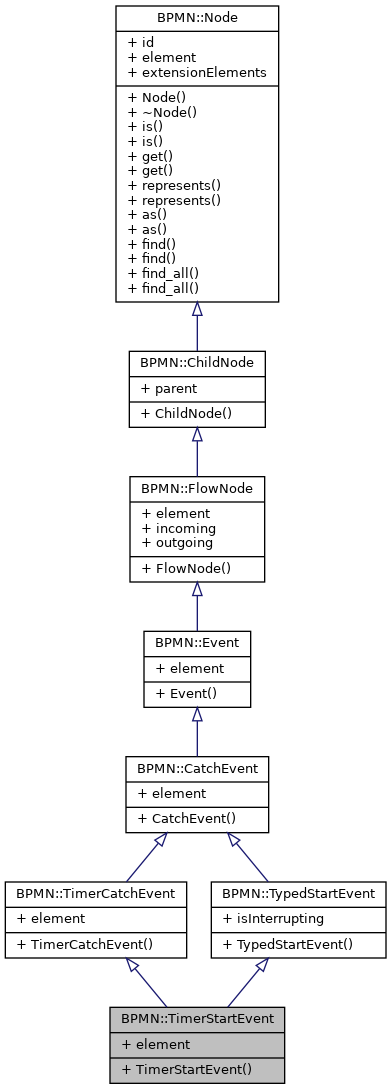 BPMN::Node
+ id
+ element
+ extensionElements
+ Node()
+ ~Node()
+ is()
+ is()
+ get()
+ get()
+ represents()
+ represents()
+ as()
+ as()
+ find()
+ find()
+ find_all()
+ find_all()
BPMN::ChildNode
+ parent
+ ChildNode()
BPMN::FlowNode
+ element
+ incoming
+ outgoing
+ FlowNode()
BPMN::Event
+ element
+ Event()
BPMN::CatchEvent
+ element
+ CatchEvent()
BPMN::TimerCatchEvent
+ element
+ TimerCatchEvent()
BPMN::TypedStartEvent
+ isInterrupting
+ TypedStartEvent()
BPMN::TimerStartEvent
+ element
+ TimerStartEvent()